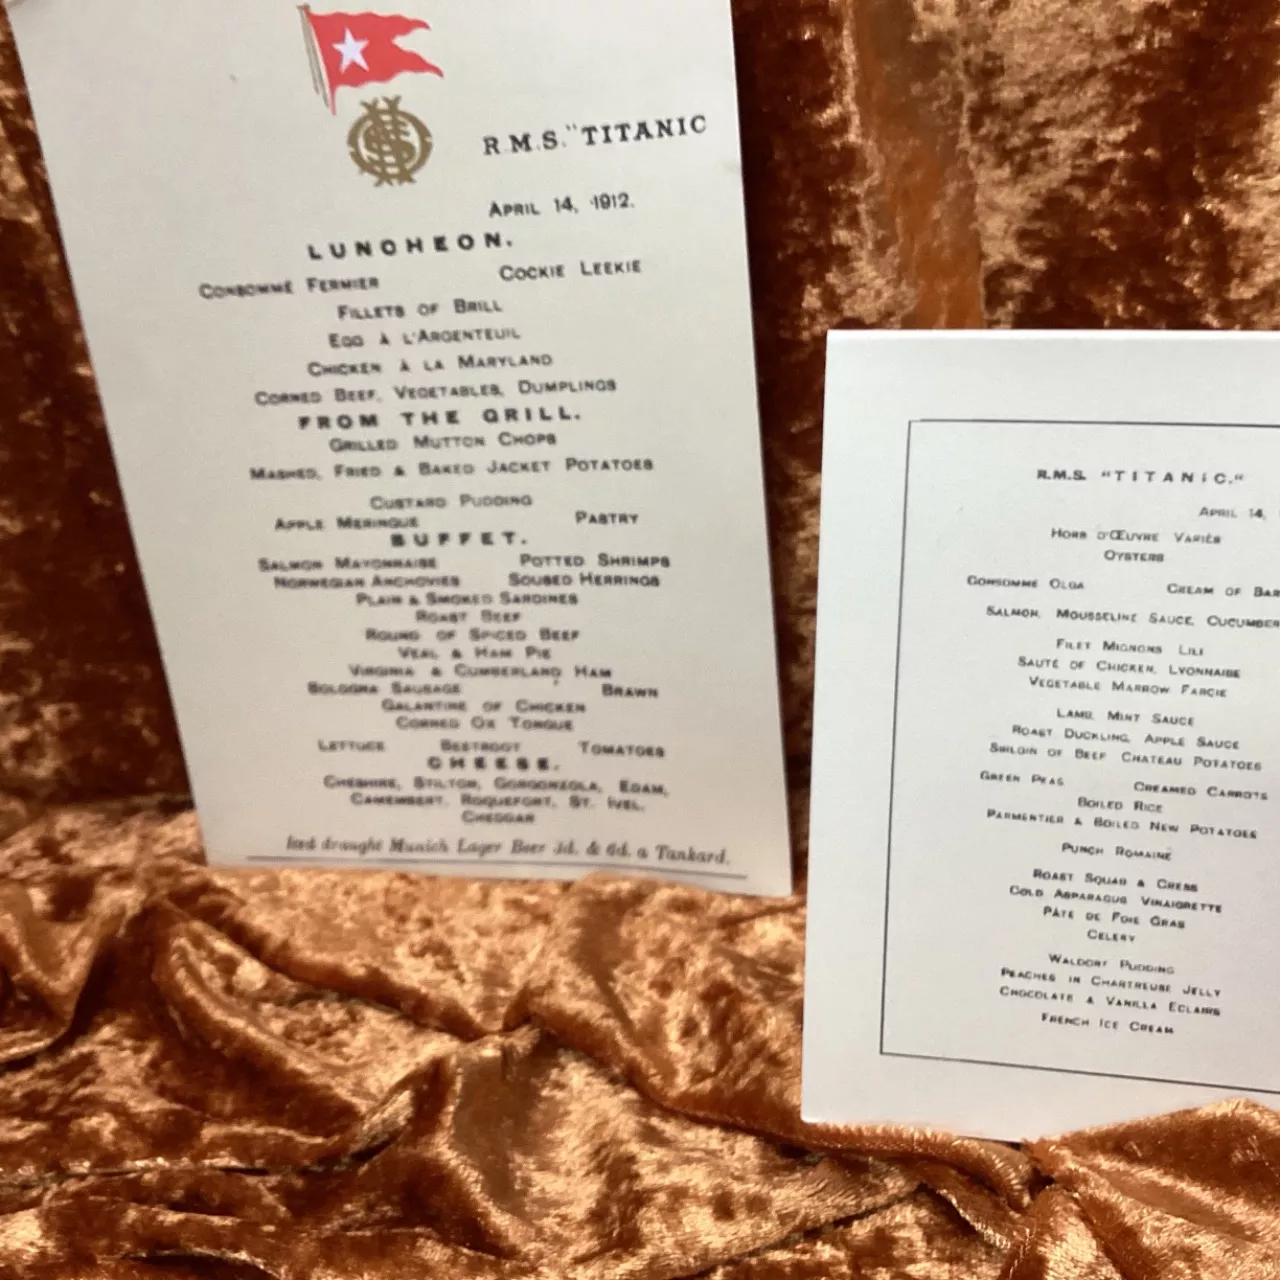 R.M.S. "TITANIC
APRIL 14, 1912.
LUNCHEON.
CONSOMMÉ FERMIER COCKIE LEEKIE
FILLETS OF BRILL
EGG À L'ARGENTEUIL
CHICKEN À LA MARYLAND
CORNED BEEF, VEGETABLES, DUMPLINGS
FROM THE GRILL.
GRILLED MUTTON CHOPS
MASHED, FRIED & BAKED JACKET POTATOES
CUSTARD PUDDING
APPLE MERINGUE PASTRY
BUFFET.
SALMON MAYONNAISE POTTED SHRIMPS
NORWEGIAN ANCHOVIES SOUSED HERRINGS
PLAIN & SMOKED SARDINES
ROAST BEEF
ROUND OF SPICED BEEF
VEAL & HAM PIE
VIRGINIA & CUMBERLAND HAM
BOLOGNA SAUSAGE BRAWN
GALANTINE OF CHICKEN
CORNED OX TONGUE
LETTUCE BEETROOT TOMATOES
CHEESE.
CHESHIRE, STILTON, GORGONZOLA, EDAM,
CAMEMBERT, ROQUEFORT, ST. IVEL,
CHEDDAR
Iced draught Munich Lager Beer 3d. & 6d. a Tankard.
R.M.S. "TITANIC."
APRIL 14,
HORS D'ŒUVRE VARIÉS
OYSTERS
CONSOMMÉ OLGA CREAM OF BAR
SALMON, MOUSSELINE SAUCE, CUCUMBER
FILET MIGNONS LILI
SAUTÉ OF CHICKEN, LYONNAISE
VEGETABLE MARROW FARCIE
LAMB, MINT SAUCE
ROAST DUCKLING, APPLE SAUCE
SIRLOIN OF BEEF CHATEAU POTATOES
GREEN PEAS CREAMED CARROTS
BOILED RICE
PARMENTIER & BOILED NEW POTATOES
PUNCH ROMAINE
ROAST SQUAB & CRESS
COLD ASPARAGUS VINAIGRETTE
PÂTÉ DE FOIE GRAS
CELERY
WALDORF PUDDING
PEACHES IN CHARTREUSE JELLY
CHOCOLATE & VANILLA ECLAIRS
FRENCH ICE CREAM